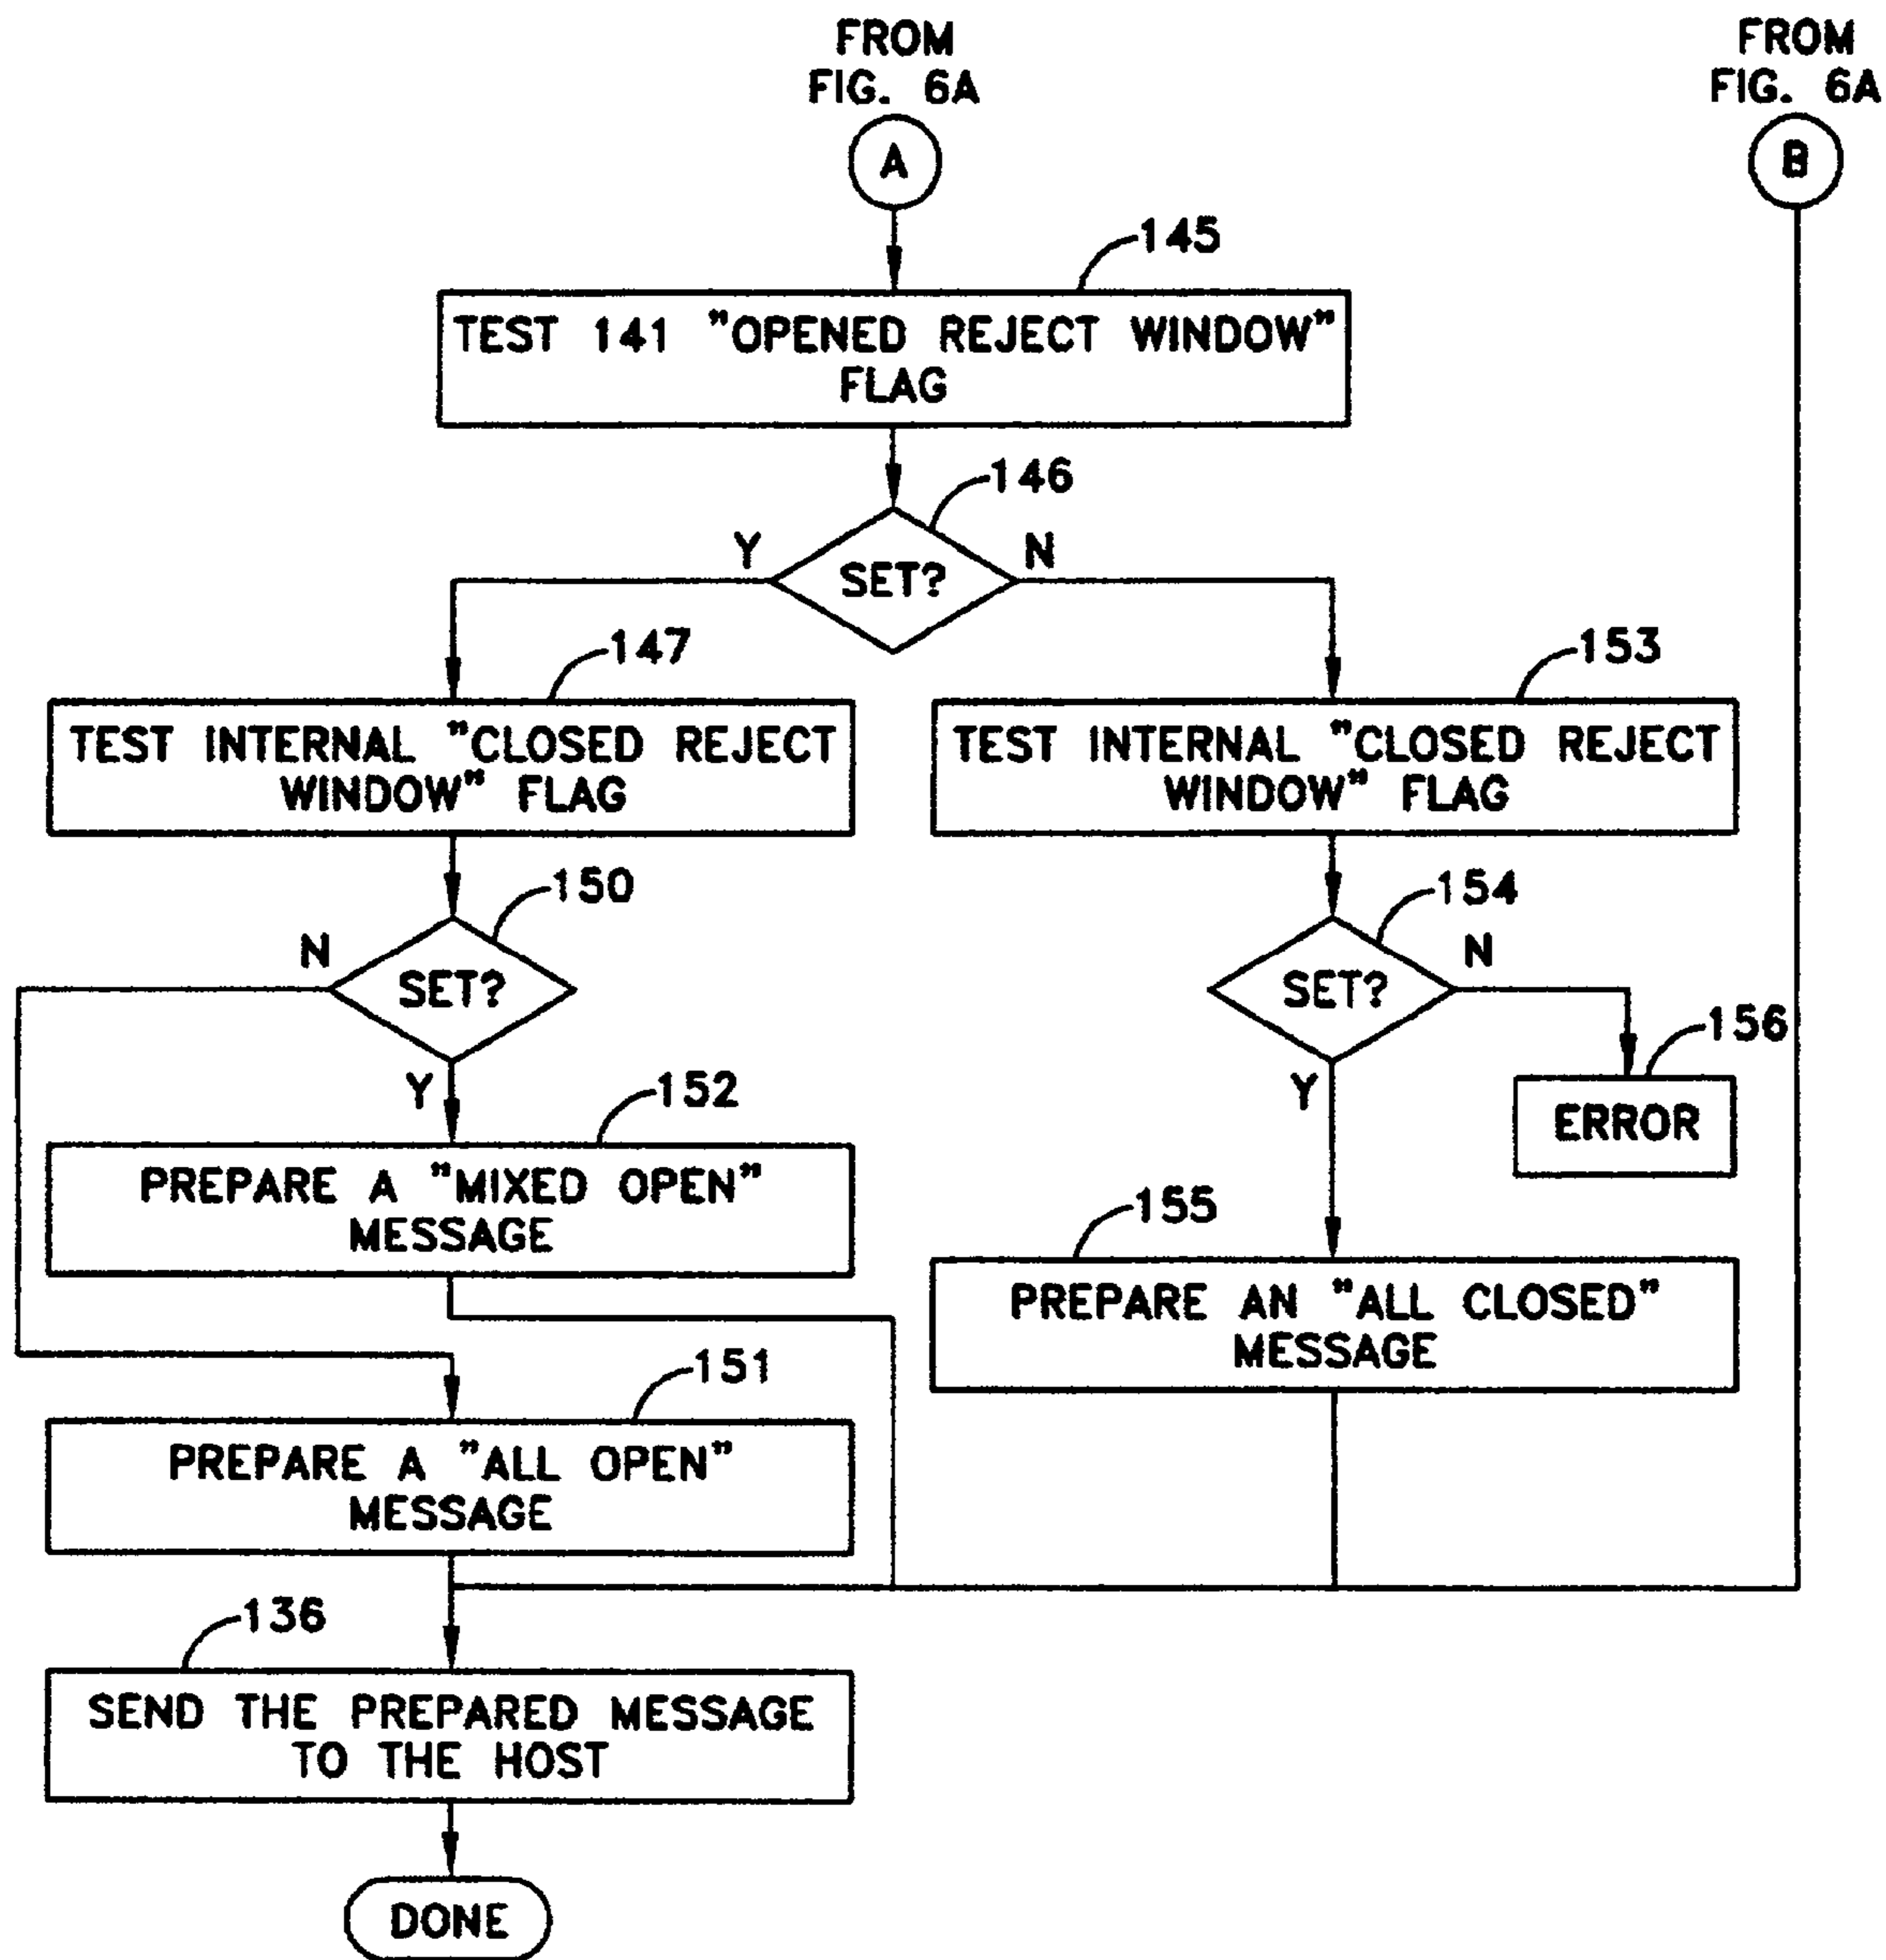 FROM
FIG. 6A
A
FROM
FIG. 6A
B
145
TEST 141 "OPENED REJECT WINDOW"
FLAG
146
Y
SET?
N
147
TEST INTERNAL "CLOSED REJECT
WINDOW" FLAG
153
TEST INTERNAL "CLOSED REJECT
WINDOW" FLAG
150
N
SET?
Y
154
SET?
N
Y
156
ERROR
152
PREPARE A "MIXED OPEN"
MESSAGE
155
PREPARE AN "ALL CLOSED"
MESSAGE
151
PREPARE A "ALL OPEN"
MESSAGE
136
SEND THE PREPARED MESSAGE
TO THE HOST
DONE